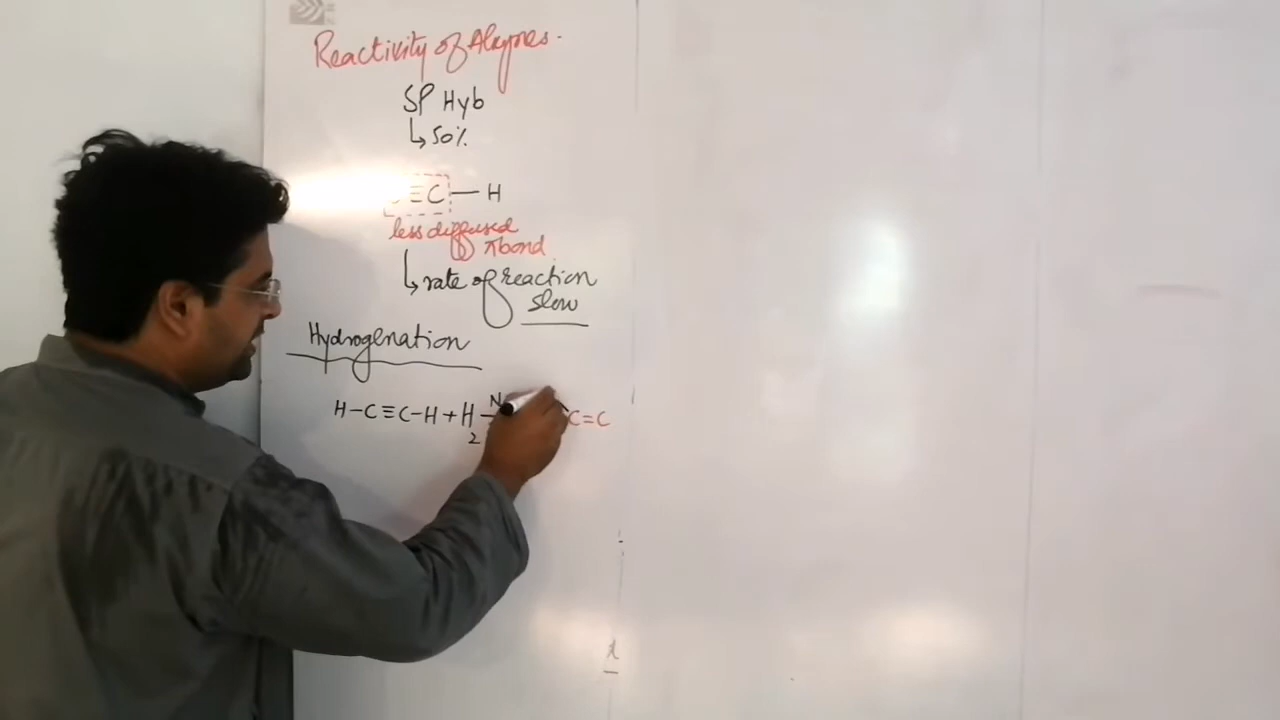 Reactivity of Alkynes.
SP Hyb
↳ 50%
≡C—H
less diffused
π bond
↳ rate of reaction
slow
Hydrogenation
H-C≡C-H + H2 N C=C